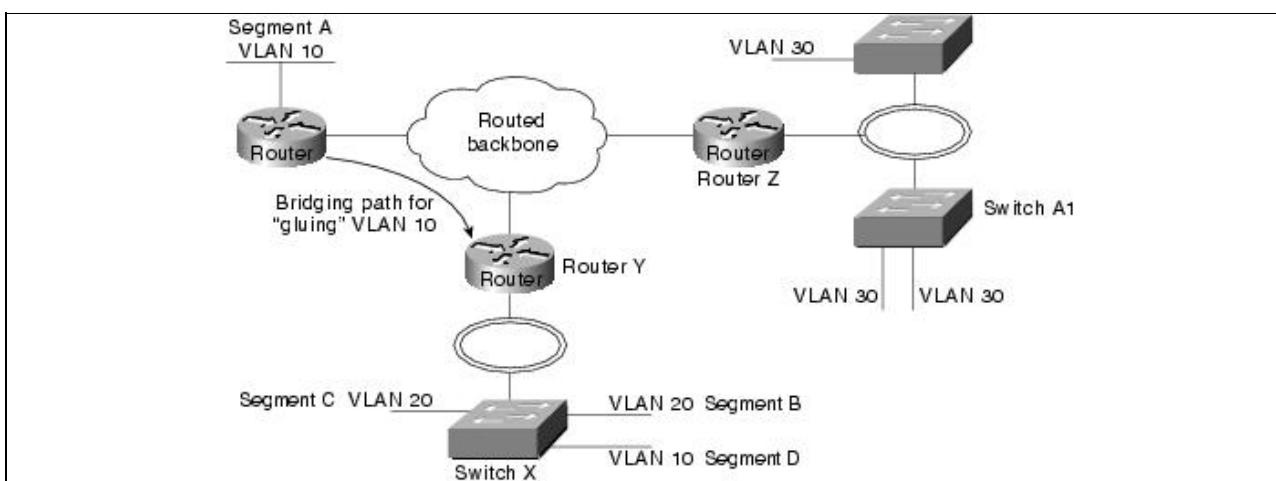 Segment A
VLAN 10
VLAN 30
Routed
backbone
Router
Router
Router Z
Bridging path for
"gluing" VLAN 10
Switch A1
Router
Router Y
VLAN 30
VLAN 30
Segment C VLAN 20
VLAN 20 Segment B
VLAN 10 Segment D
Switch X